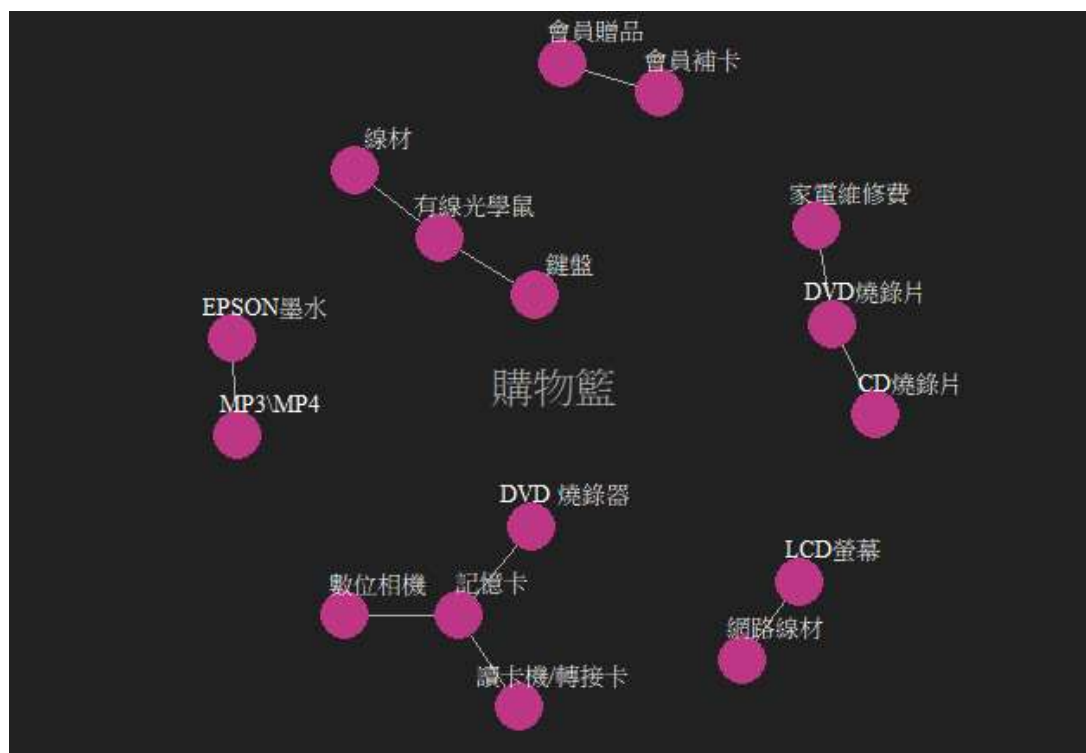 會員贈品
會員補卡
線材
家電維修費
有線光學鼠
鍵盤
DVD燒錄片
EPSON墨水
購物籃
CD燒錄片
MP3\MP4
DVD 燒錄器
LCD螢幕
數位相機
記憶卡
網路線材
讀卡機/轉接卡